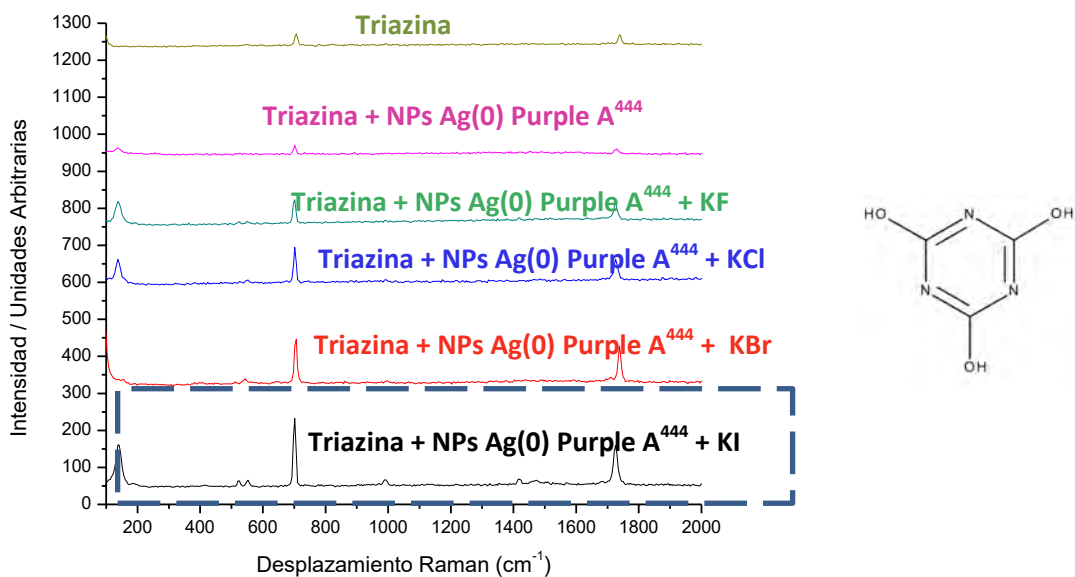 1300
1200
1100
1000
900
800
700
600
500
400
300
200
100
0
Intensidad / Unidades Arbitrarias
Triazina
Triazina + NPs Ag(0) Purple A⁴⁴⁴
Triazina + NPs Ag(0) Purple A⁴⁴⁴ + KF
Triazina + NPs Ag(0) Purple A⁴⁴⁴ + KCl
Triazina + NPs Ag(0) Purple A⁴⁴⁴ + KBr
Triazina + NPs Ag(0) Purple A⁴⁴⁴ + KI
200 400 600 800 1000 1200 1400 1600 1800 2000
Desplazamiento Raman (cm⁻¹)
HO N OH
N N
OH